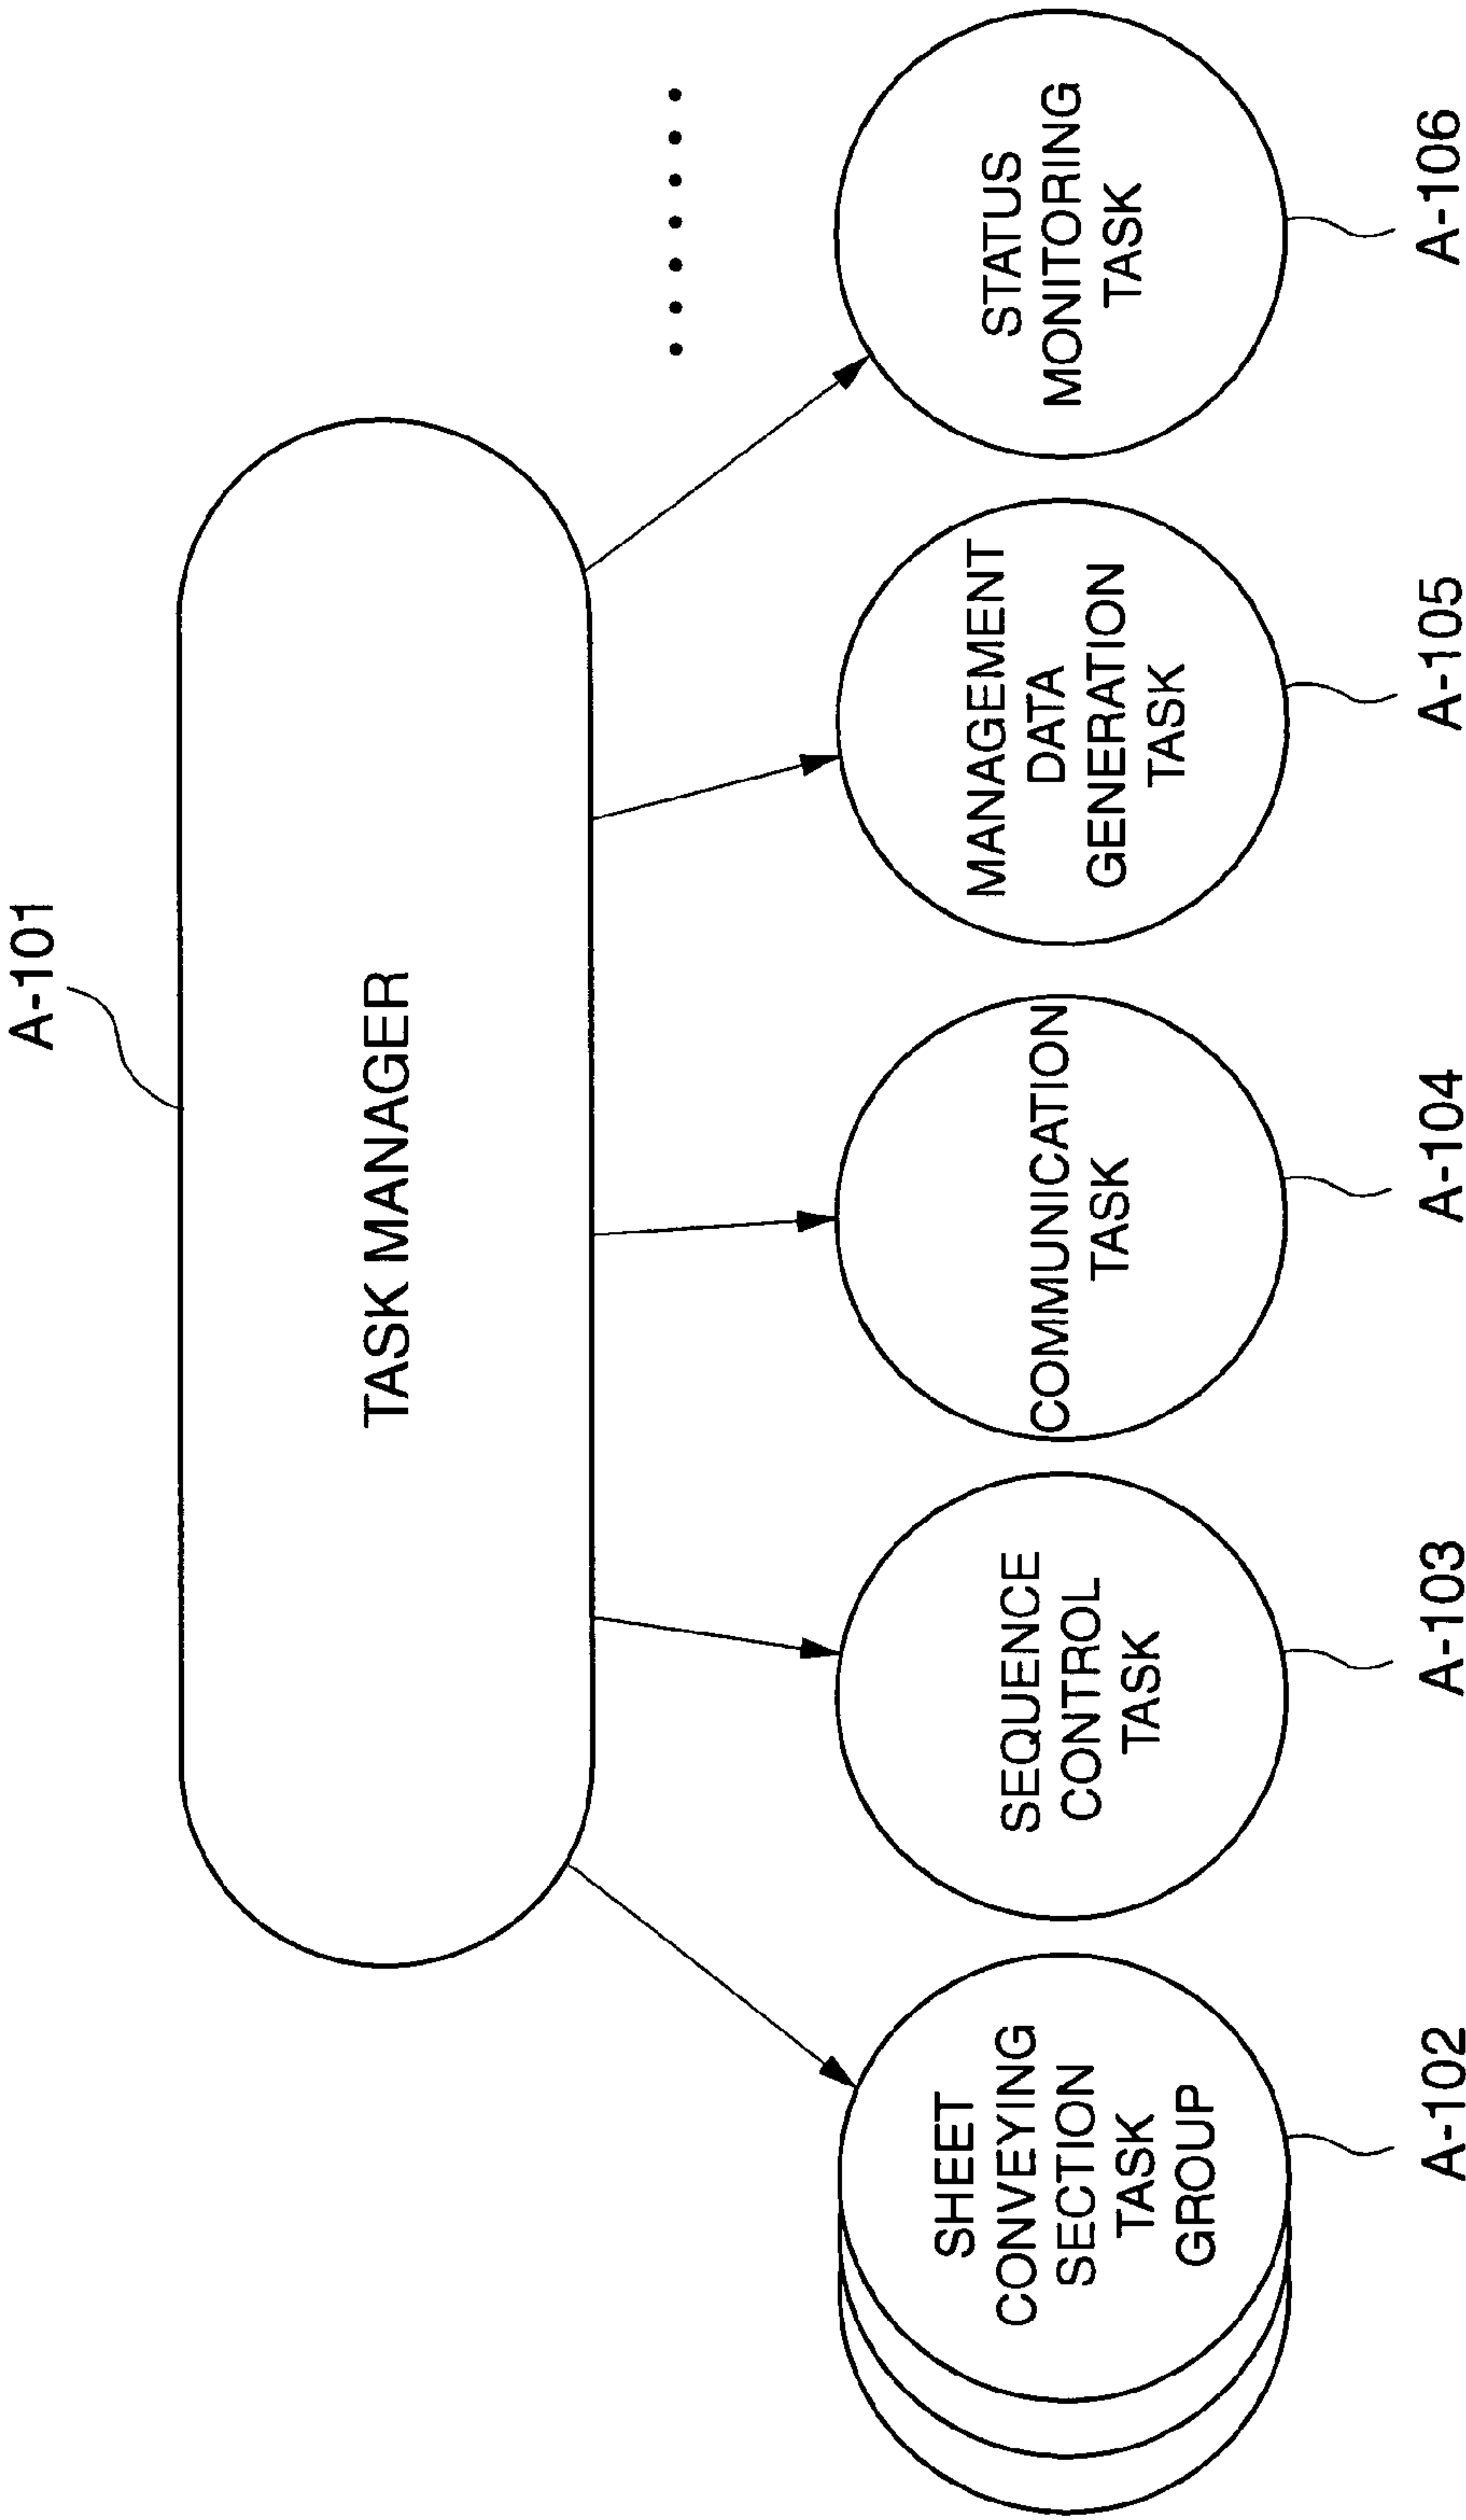 A-101
TASK MANAGER
SHEET
CONVEYING
SECTION
TASK
GROUP
SEQUENCE
CONTROL
TASK
COMMUNICATION
TASK
MANAGEMENT
DATA
GENERATION
TASK
STATUS
MONITORING
TASK
A-102
A-103
A-104
A-105
A-106